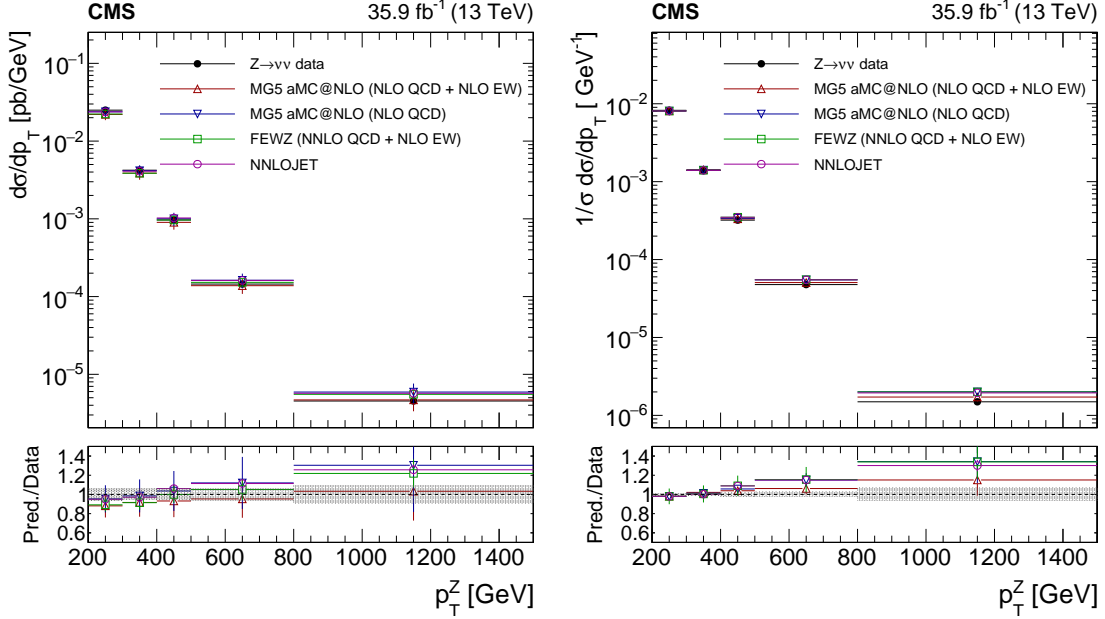 CMS 35.9 fb⁻¹ (13 TeV)
dσ/dp_T [pb/GeV]
10⁻¹
10⁻²
10⁻³
10⁻⁴
10⁻⁵
Z→νν data
MG5 aMC@NLO (NLO QCD + NLO EW)
MG5 aMC@NLO (NLO QCD)
FEWZ (NNLO QCD + NLO EW)
NNLOJET
Pred./Data
1.4
1.2
1
0.8
0.6
200 400 600 800 1000 1200 1400
p_T^Z [GeV]
CMS 35.9 fb⁻¹ (13 TeV)
1/σ dσ/dp_T [ GeV⁻¹]
10⁻²
10⁻³
10⁻⁴
10⁻⁵
10⁻⁶
Z→νν data
MG5 aMC@NLO (NLO QCD + NLO EW)
MG5 aMC@NLO (NLO QCD)
FEWZ (NNLO QCD + NLO EW)
NNLOJET
Pred./Data
1.4
1.2
1
0.8
0.6
200 400 600 800 1000 1200 1400
p_T^Z [GeV]